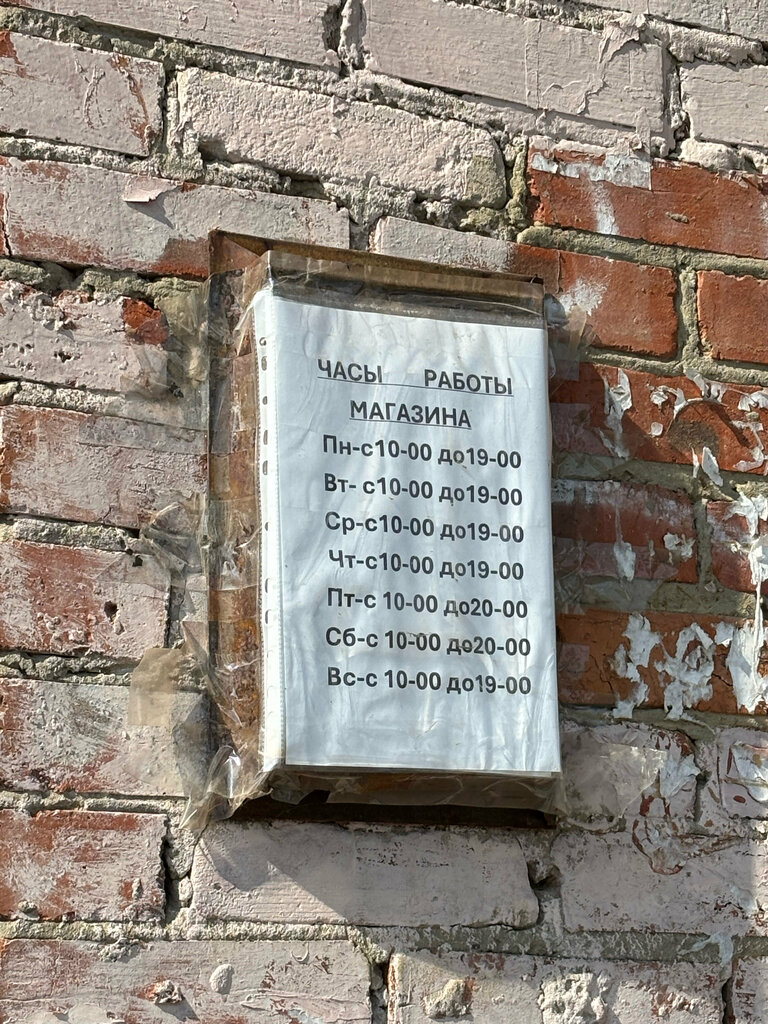 ЧАСЫ РАБОТЫ
МАГАЗИНА
Пн-с10-00 до19-00
Вт- с10-00 до19-00
Ср-с10-00 до19-00
Чт-с10-00 до19-00
Пт-с 10-00 до20-00
Сб-с 10-00 до20-00
Вс-с 10-00 до19-00